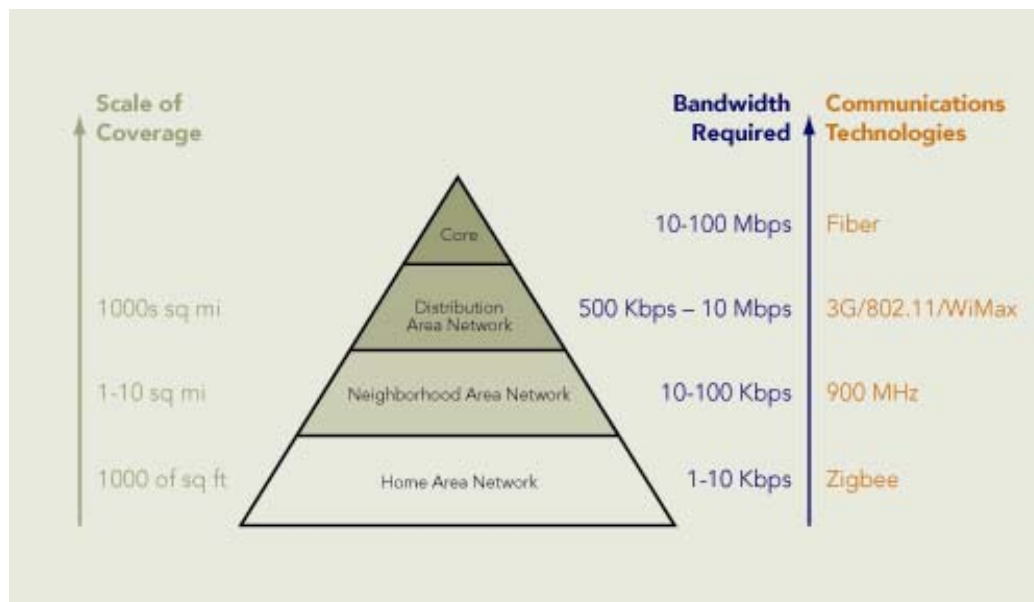 Scale of
Coverage
Bandwidth
Required
Communications
Technologies
Core
10-100 Mbps
Fiber
1000s sq mi
Distribution
Area Network
500 Kbps – 10 Mbps
3G/802.11/WiMax
1-10 sq mi
Neighborhood Area Network
10-100 Kbps
900 MHz
1000 of sq ft
Home Area Network
1-10 Kbps
Zigbee